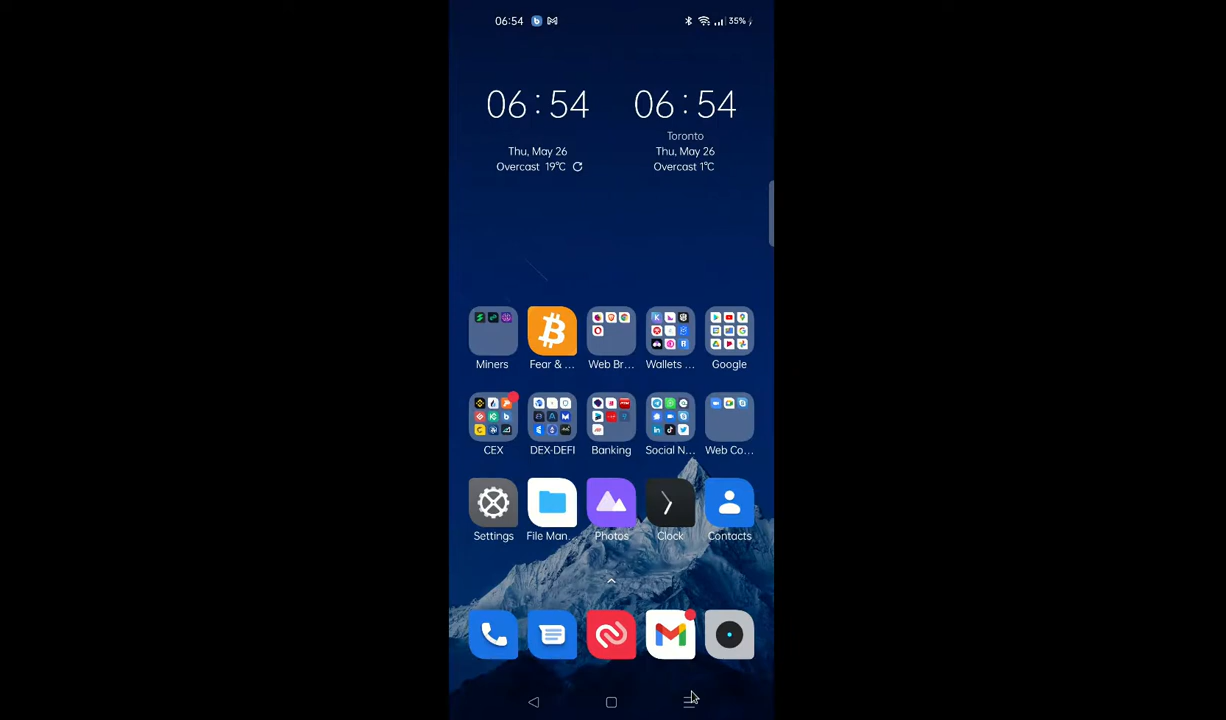 06:54
35%
06:54
Thu, May 26
Overcast 19°C
06:54
Toronto
Thu, May 26
Overcast 1°C
Miners
Fear & ...
Web Br...
Wallets ...
Google
CEX
DEX-DEFI
Banking
Social N...
Web Co...
Settings
File Man...
Photos
Clock
Contacts